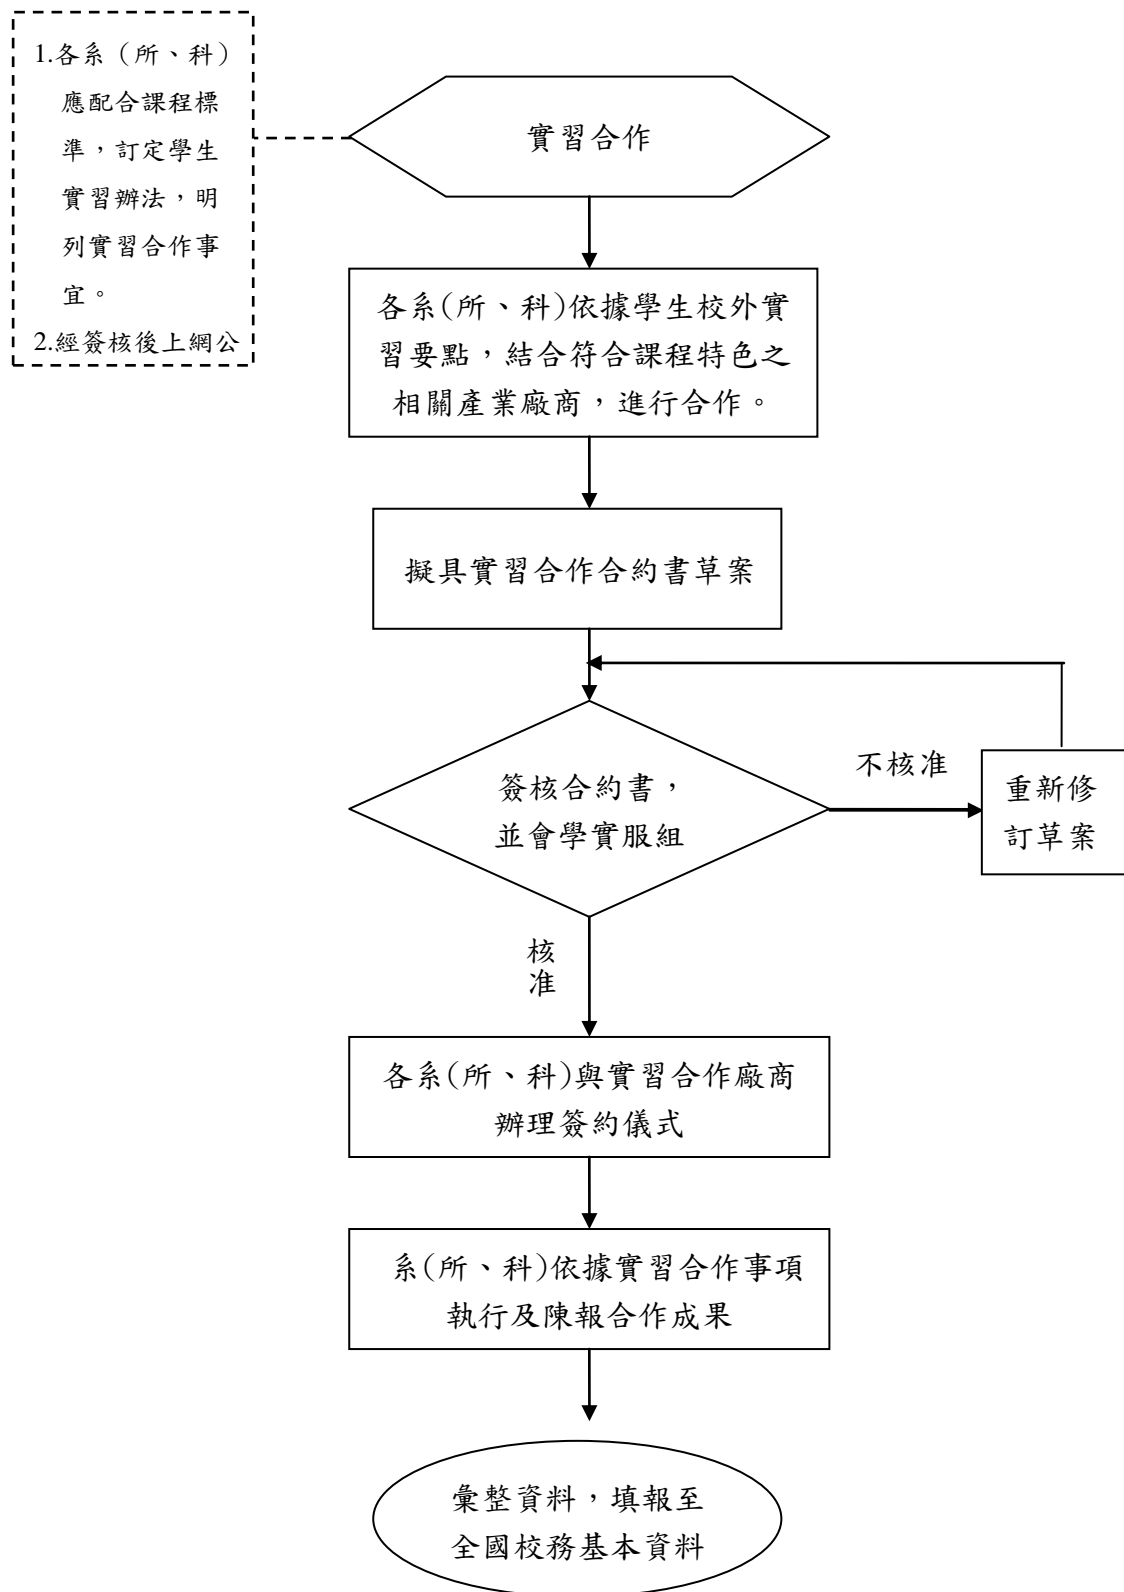 1.各系（所、科）
應配合課程標
準，訂定學生
實習辦法，明
列實習合作事
宜。
2.經簽核後上網公
實習合作
各系(所、科)依據學生校外實
習要點，結合符合課程特色之
相關產業廠商，進行合作。
擬具實習合作合約書草案
簽核合約書，
並會學實服組
不核准
重新修
訂草案
核
准
各系(所、科)與實習合作廠商
辦理簽約儀式
系(所、科)依據實習合作事項
執行及陳報合作成果
彙整資料，填報至
全國校務基本資料